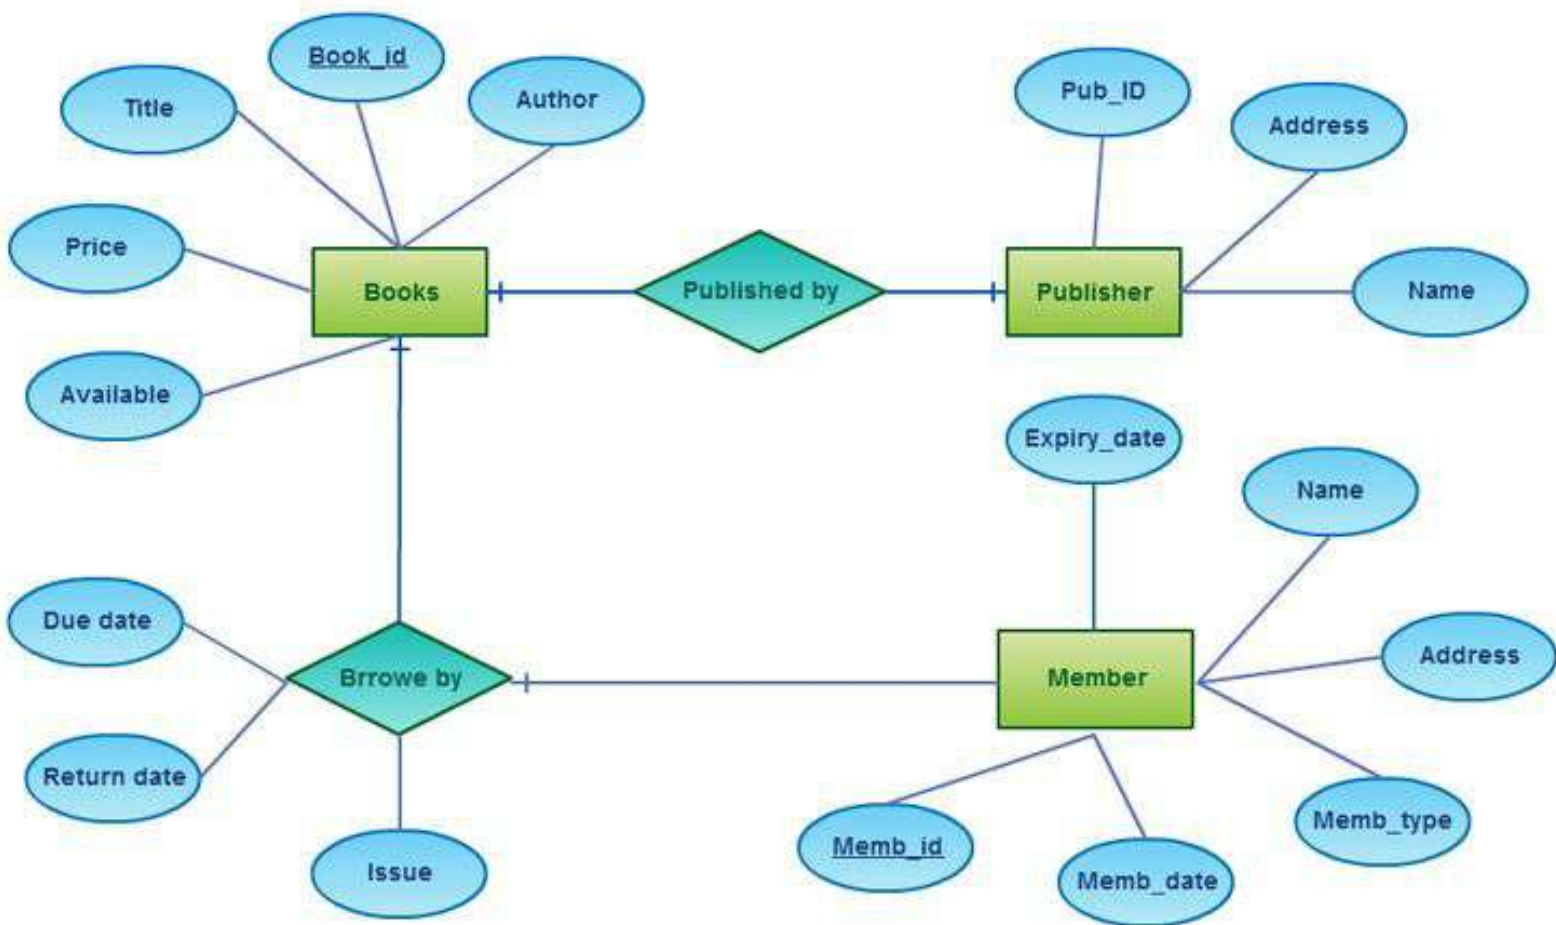 Book_id
Title
Author
Pub_ID
Address
Price
Books
Published by
Publisher
Name
Available
Expiry_date
Name
Due date
Brrowe by
Member
Address
Return date
Issue
Memb_id
Memb_date
Memb_type